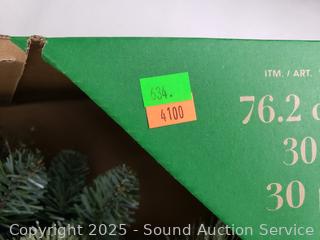 ITM. / ART.
634.
4100
76.2 c
30
30
Copyright © 2025 - Sound Auction Service